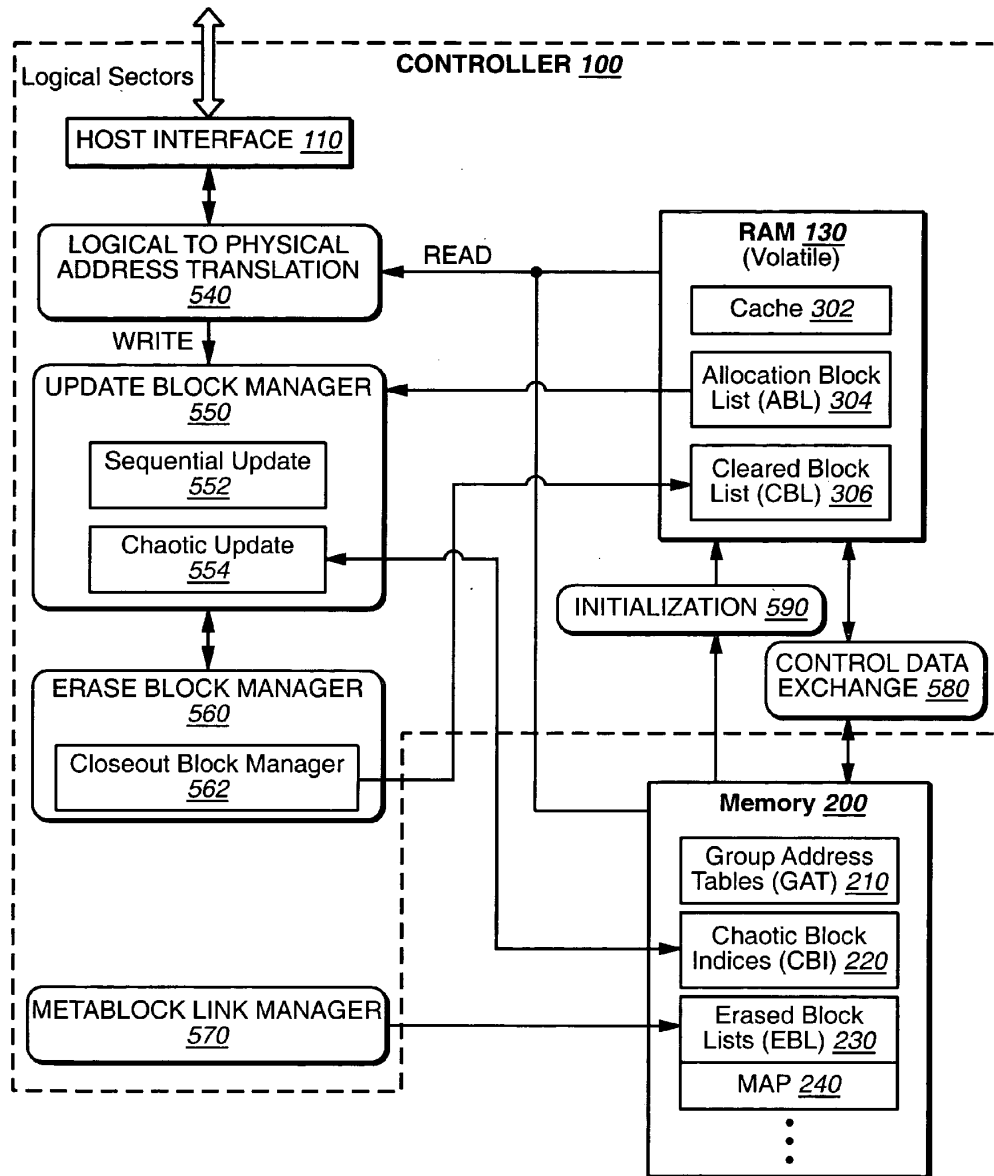 CONTROLLER 100
Logical Sectors
HOST INTERFACE 110
LOGICAL TO PHYSICAL
ADDRESS TRANSLATION
540
READ
WRITE
UPDATE BLOCK MANAGER
550
Sequential Update
552
Chaotic Update
554
ERASE BLOCK MANAGER
560
Closeout Block Manager
562
METABLOCK LINK MANAGER
570
RAM 130
(Volatile)
Cache 302
Allocation Block
List (ABL) 304
Cleared Block
List (CBL) 306
INITIALIZATION 590
CONTROL DATA
EXCHANGE 580
Memory 200
Group Address
Tables (GAT) 210
Chaotic Block
Indices (CBI) 220
Erased Block
Lists (EBL) 230
MAP 240